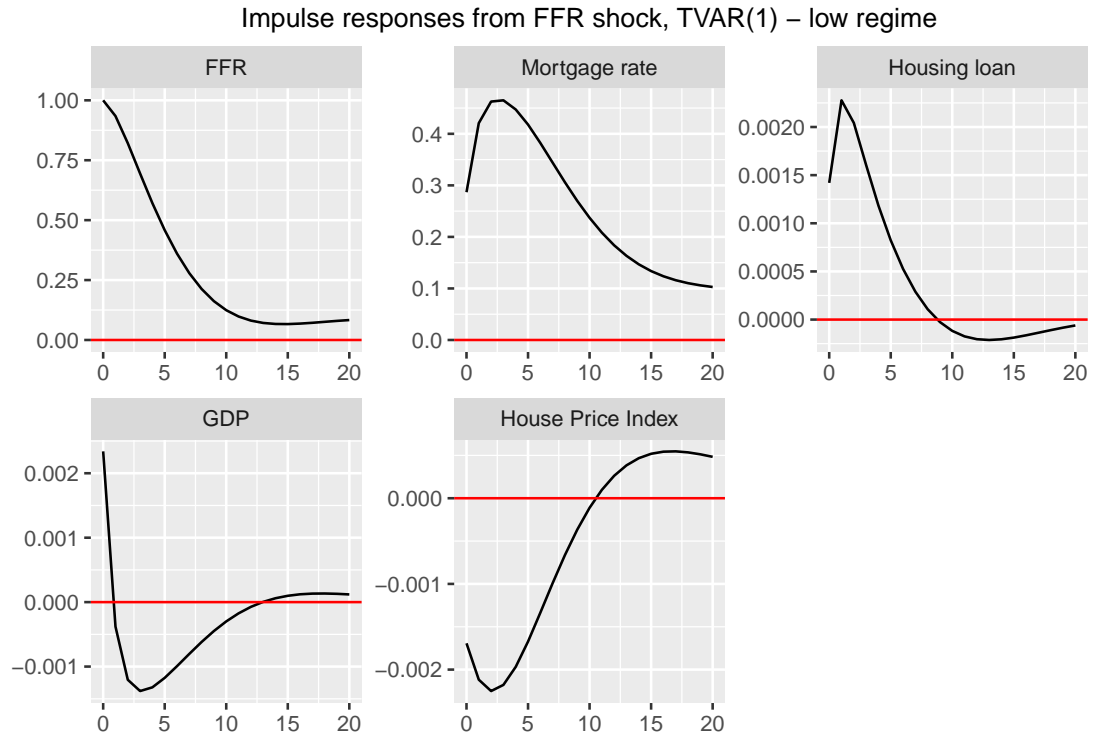 Impulse responses from FFR shock, TVAR(1) − low regime
FFR
1.00
0.75
0.50
0.25
0.00
0 5 10 15 20
Mortgage rate
0.4
0.3
0.2
0.1
0.0
0 5 10 15 20
Housing loan
0.0020
0.0015
0.0010
0.0005
0.0000
0 5 10 15 20
GDP
0.002
0.001
0.000
−0.001
0 5 10 15 20
House Price Index
0.000
−0.001
−0.002
0 5 10 15 20